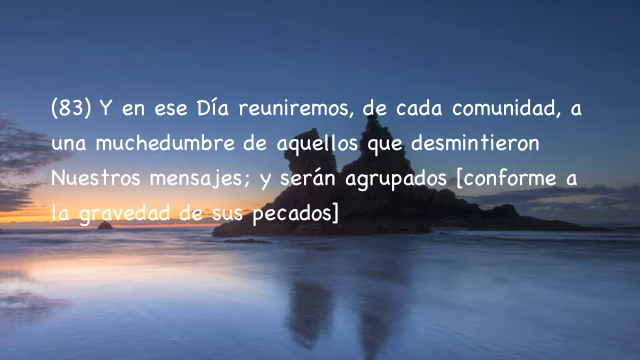 (83) Y en ese Día reuniremos, de cada comunidad, a
una muchedumbre de aquellos que desmintieron
Nuestros mensajes; y serán agrupados [conforme a
la gravedad de sus pecados]